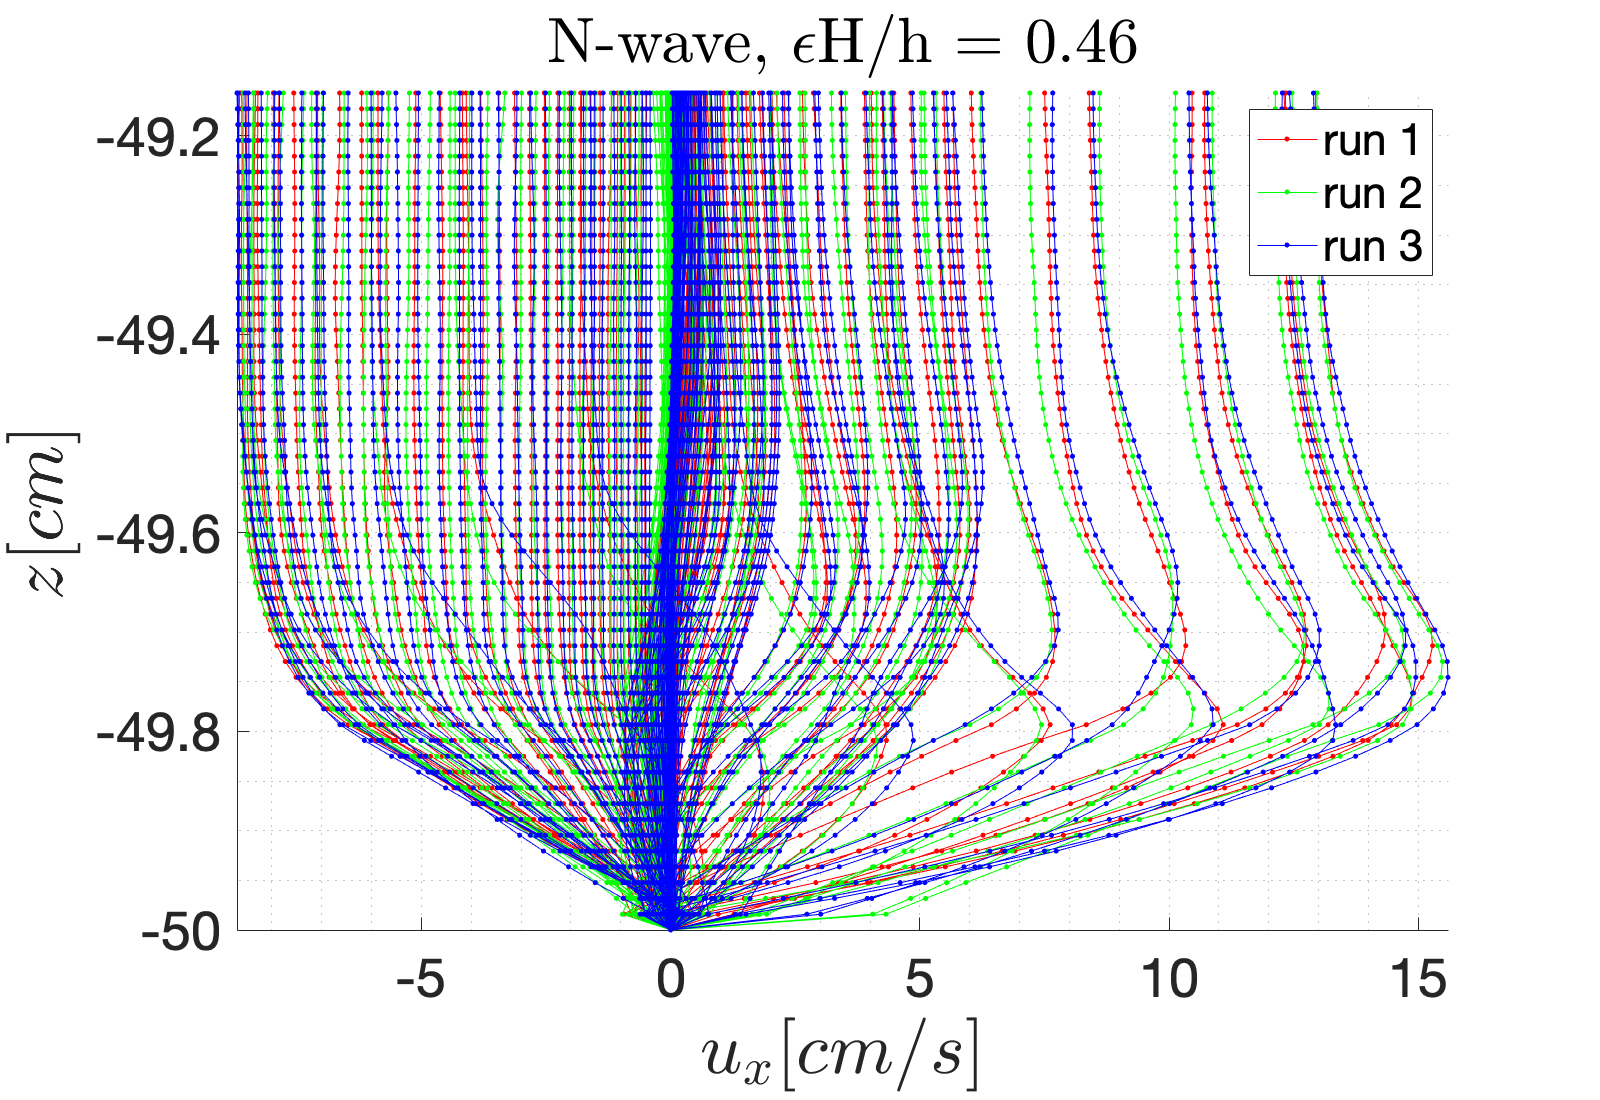 N-wave, ϵH/h = 0.46
run 1
run 2
run 3
-49.2
-49.4
-49.6
-49.8
-50
z[cm]
-5 0 5 10 15
u_x[cm/s]